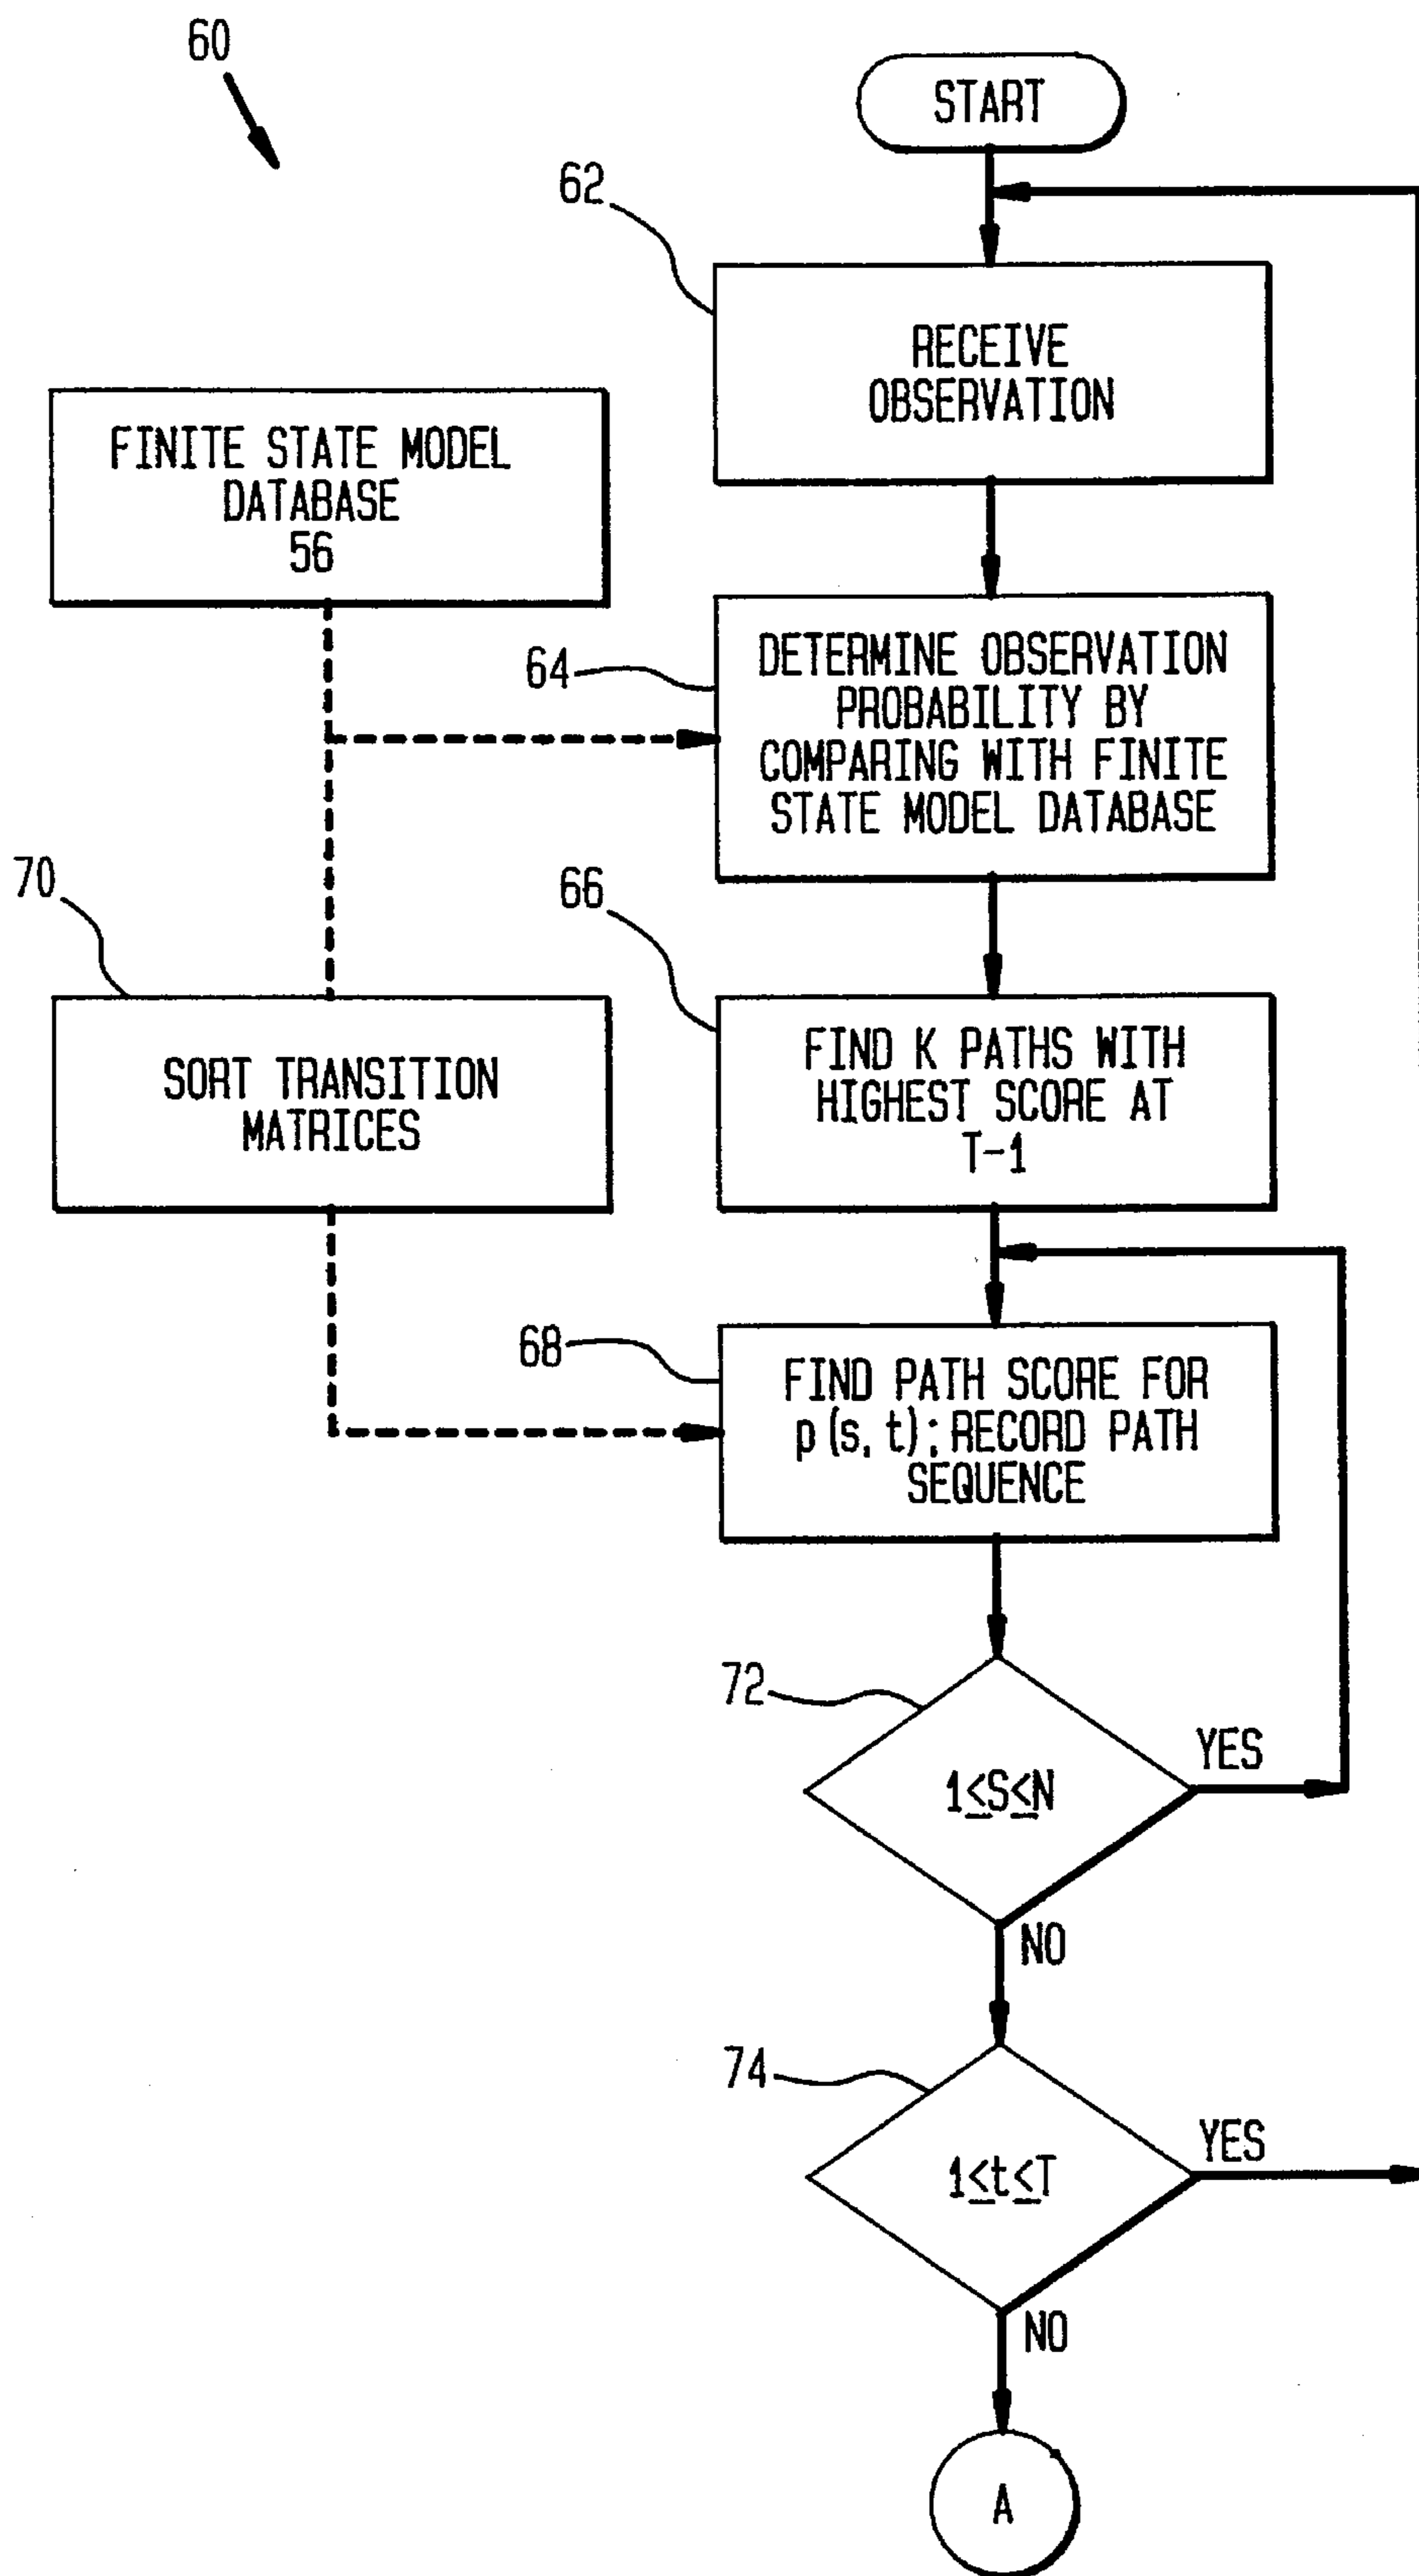 60
START
62
RECEIVE
OBSERVATION
FINITE STATE MODEL
DATABASE
56
64
DETERMINE OBSERVATION
PROBABILITY BY
COMPARING WITH FINITE
STATE MODEL DATABASE
70
SORT TRANSITION
MATRICES
66
FIND K PATHS WITH
HIGHEST SCORE AT
T-1
68
FIND PATH SCORE FOR
p(s, t); RECORD PATH
SEQUENCE
72
1≤S≤N
YES
NO
74
1≤t≤T
YES
NO
A